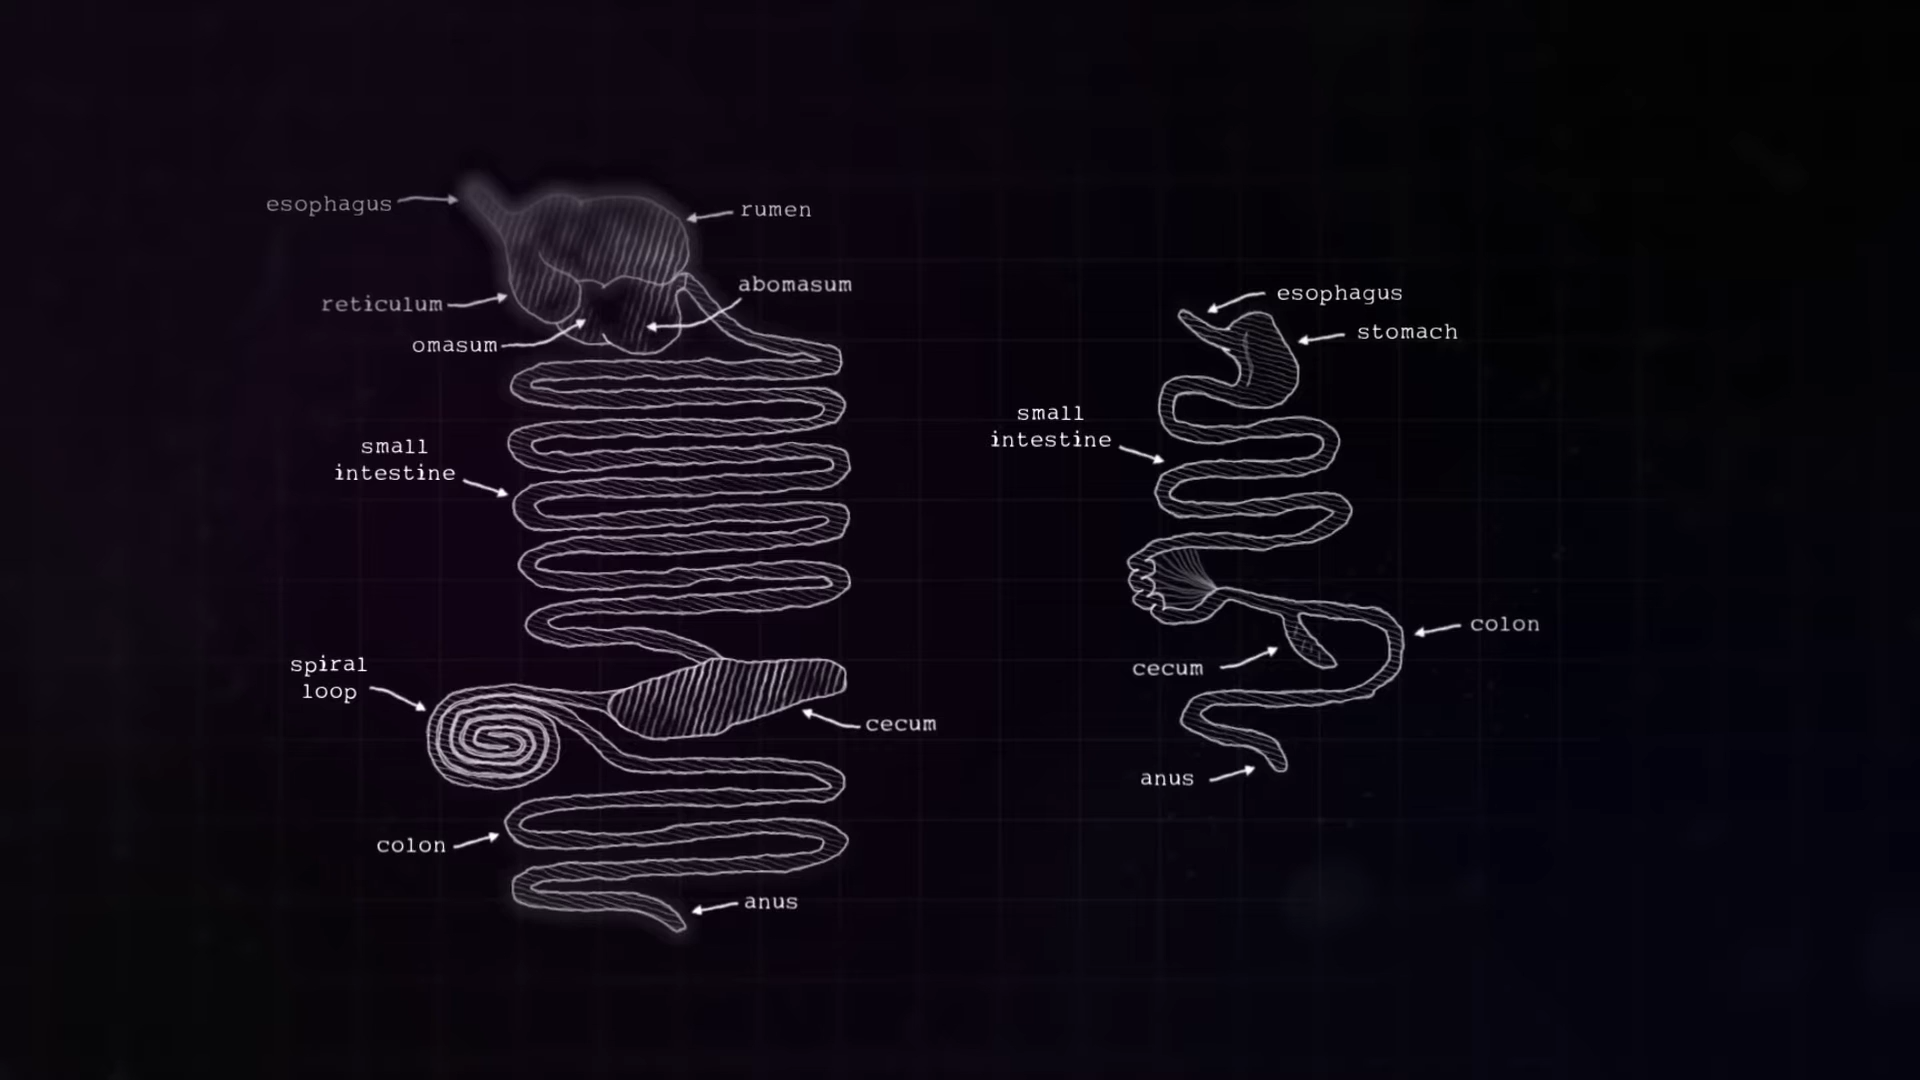 esophagus
rumen
abomasum
reticulum
omasum
small
intestine
spiral
loop
cecum
colon
anus
esophagus
stomach
small
intestine
colon
cecum
anus